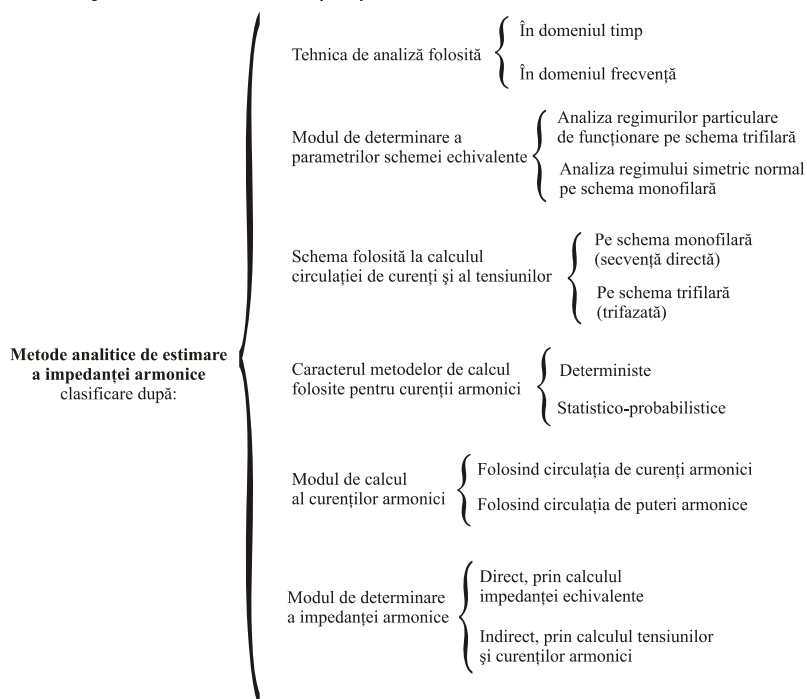 Tehnica de analiză folosită
În domeniul timp
În domeniul frecvență
Modul de determinare a
parametrilor schemei echivalente
Analiza regimurilor particulare
de funcționare pe schema trifilară
Analiza regimului simetric normal
pe schema monofilară
Schema folosită la calculul
circulației de curenți și al tensiunilor
Pe schema monofilară
(secvență directă)
Pe schema trifilară
(trifazată)
Metode analitice de estimare
a impedanței armonice
clasificare după:
Caracterul metodelor de calcul
folosite pentru curenții armonici
Deterministe
Statistico-probabilistice
Modul de calcul
al curenților armonici
Folosind circulația de curenți armonici
Folosind circulația de puteri armonice
Modul de determinare
a impedanței armonice
Direct, prin calculul
impedanței echivalente
Indirect, prin calculul tensiunilor
și curenților armonici